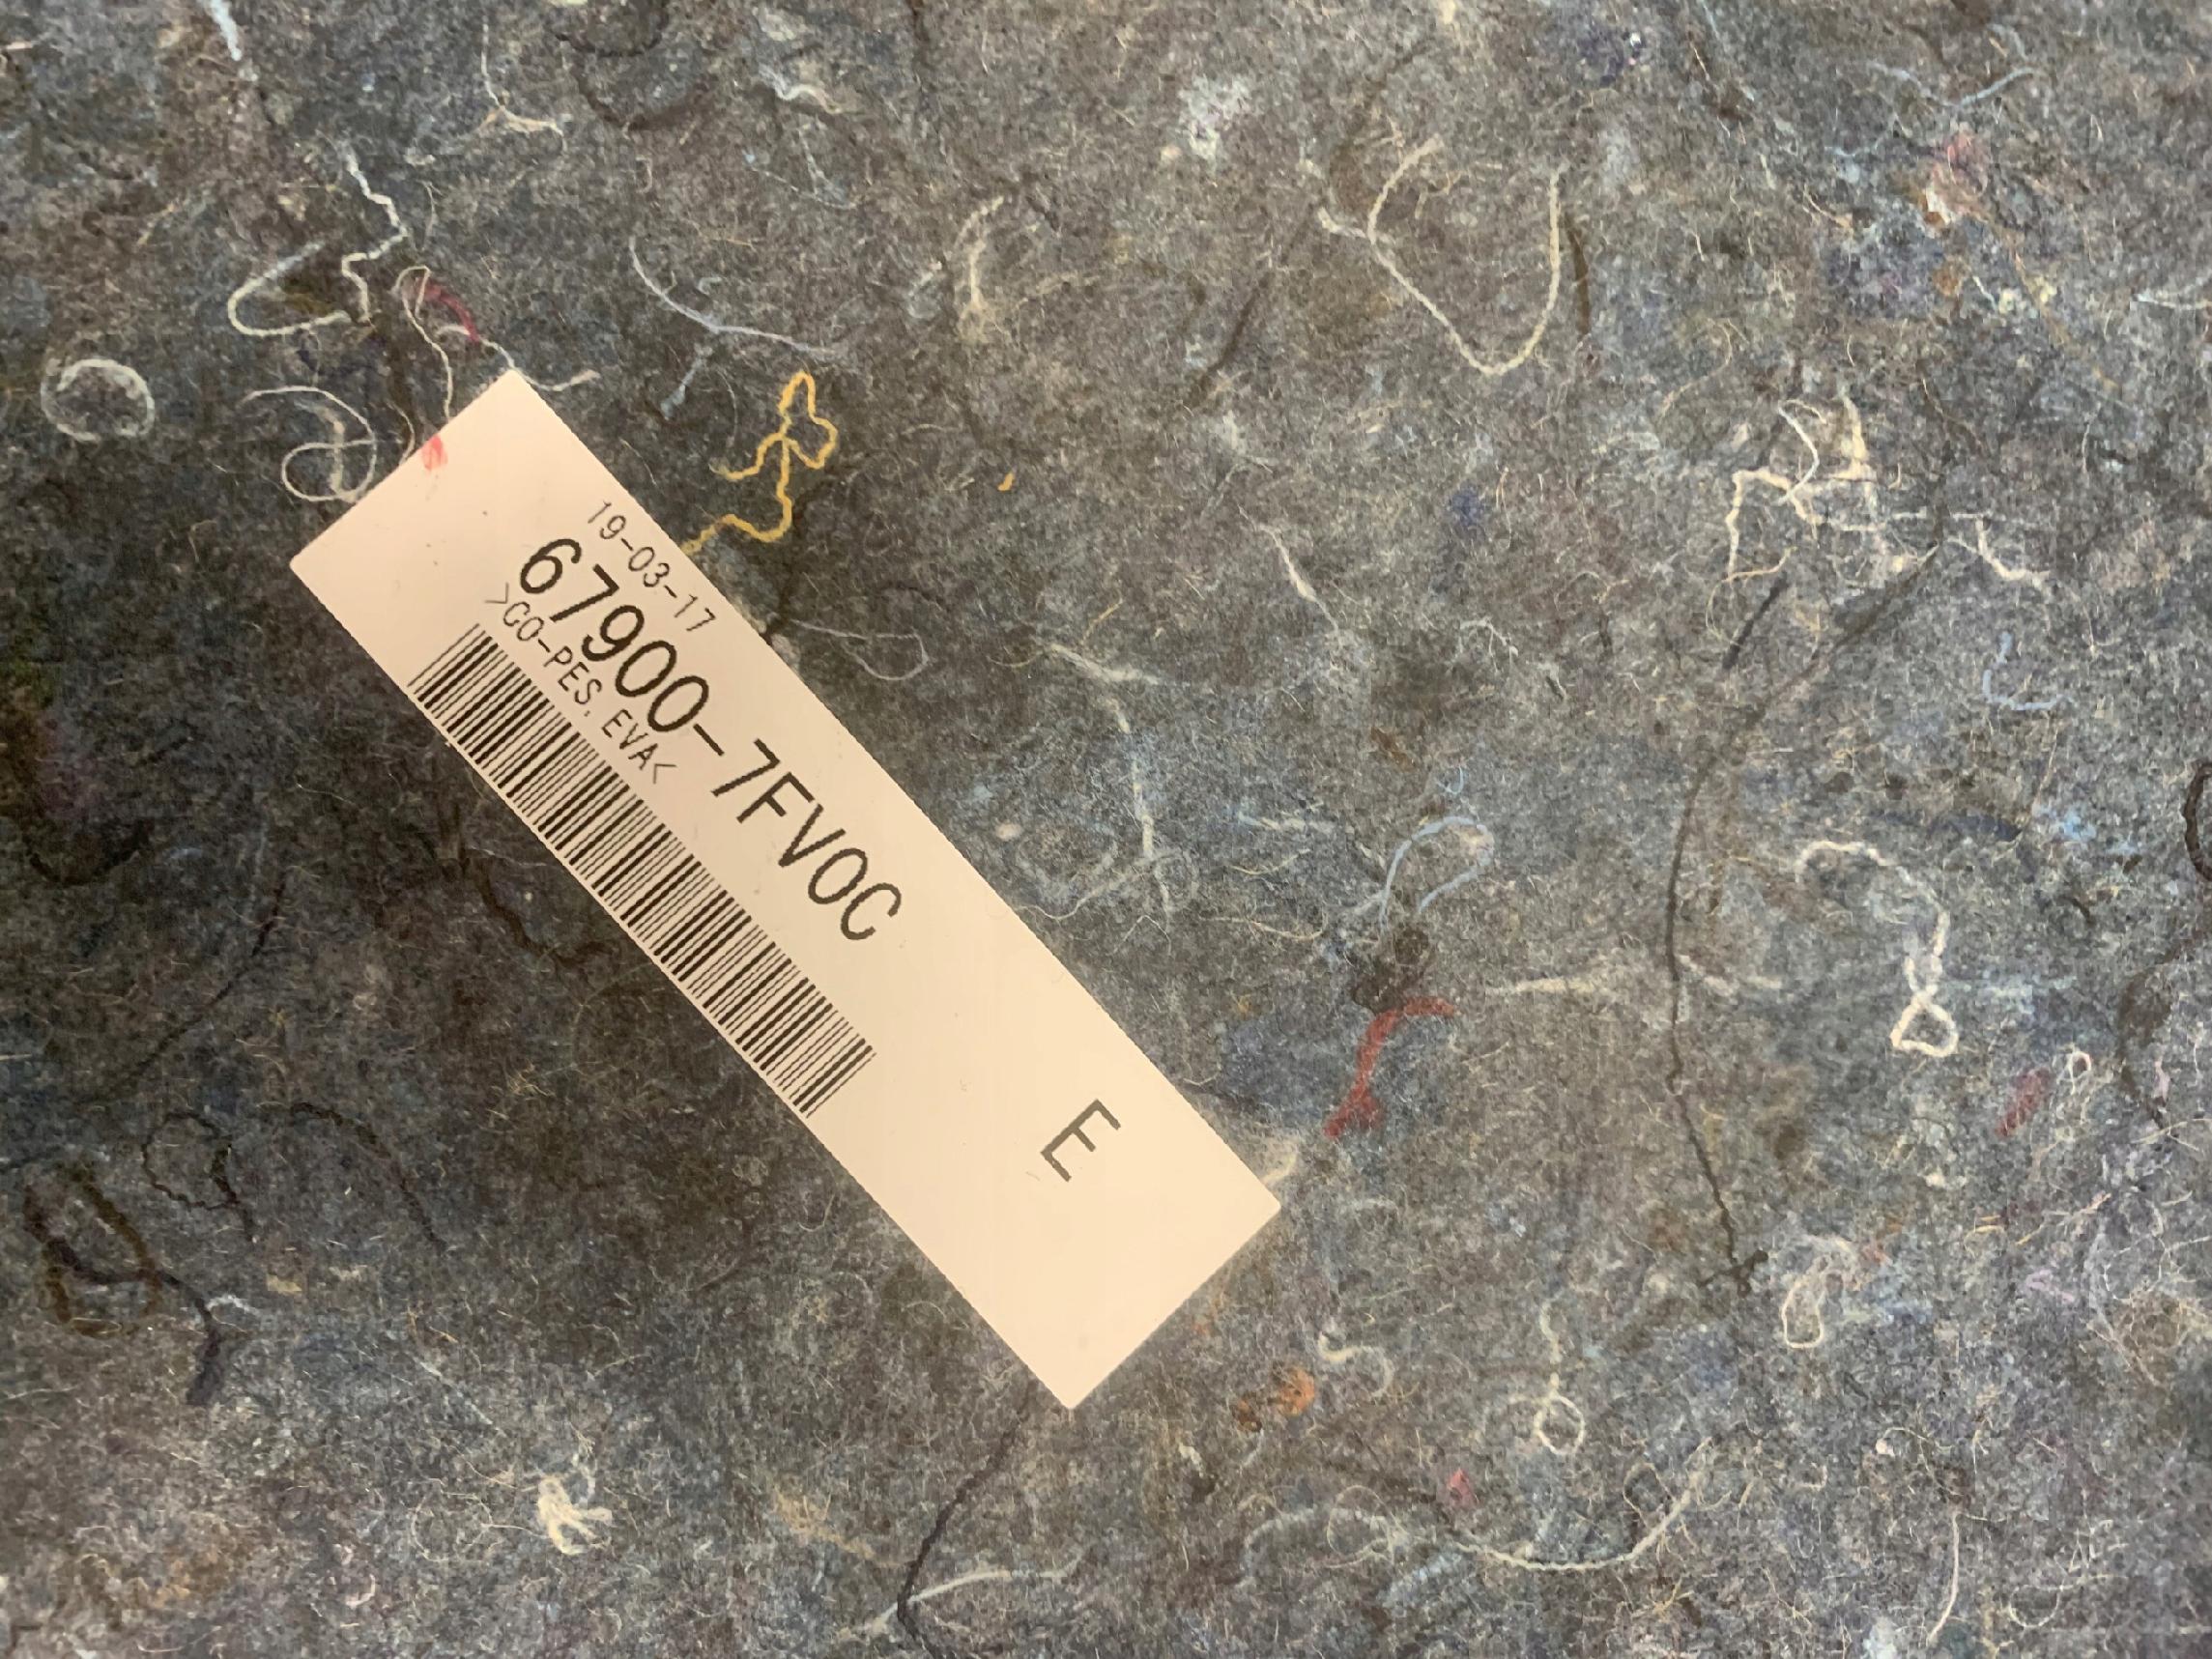 19-03-17
67900-7FV0C
>CO-PES, EVA<
E